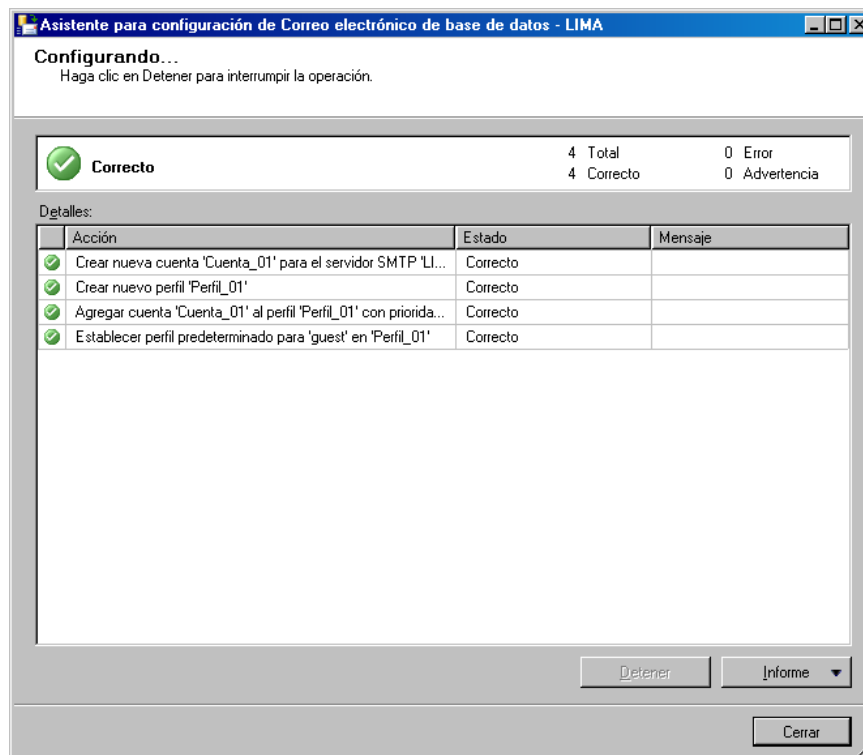 Asistente para configuración de Correo electrónico de base de datos - LIMA
Configurando...
Haga clic en Detener para interrumpir la operación.
Correcto
4 Total 0 Error
4 Correcto 0 Advertencia
Detalles:
Acción Estado Mensaje
Crear nueva cuenta 'Cuenta_01' para el servidor SMTP 'LI... Correcto
Crear nuevo perfil 'Perfil_01' Correcto
Agregar cuenta 'Cuenta_01' al perfil 'Perfil_01' con priorida... Correcto
Establecer perfil predeterminado para 'guest' en 'Perfil_01' Correcto
Detener Informe
Cerrar